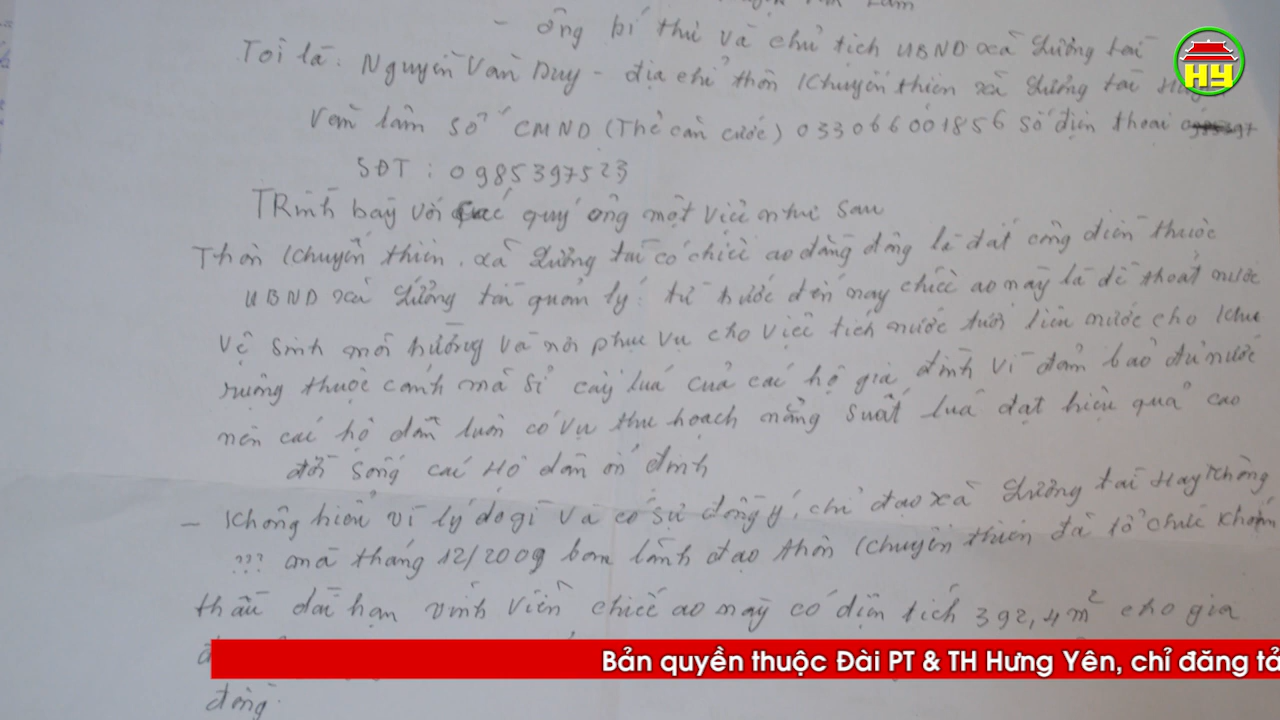 Lâm
- ông bí thư và chủ tịch UBND xã Lương tài
Tôi là: Nguyễn Văn Duy - địa chỉ thôn Khuyến thiện xã Lương tài Huyện
Văn lâm số CMND (Thẻ căn cước) 033066001856 số điện thoại
SĐT: 0985397523
TRình bày với các quý ông một việc như sau
Thôn Khuyến thiện, xã Lương tài có chiếc ao đằng đông là đất công điền thuộc
UBND xã Lương tài quản lý từ trước đến nay chiếc ao này là để thoát nước
vệ sinh môi trường và nơi phục vụ cho việc tích nước tưới tiêu nước cho khu
ruộng thuộc cánh mã sỉ cấy lúa của các hộ gia đình vì đảm bảo đủ nước
nên các hộ dân luôn có vụ thu hoạch năng suất lúa đạt hiệu quả cao
đời sống các Hộ dân ổn định
- Không hiểu vì lý do gì và có sự đồng ý, chỉ đạo xã Lương tài Hay Không
??? mà tháng 12/2009 ban lãnh đạo thôn Khuyến thiện đã tổ chức khoán
thầu dài hạn vĩnh viễn chiếc ao này có diện tích 392,4m² cho gia
đồng.
HY
Bản quyền thuộc Đài PT & TH Hưng Yên, chỉ đăng tả